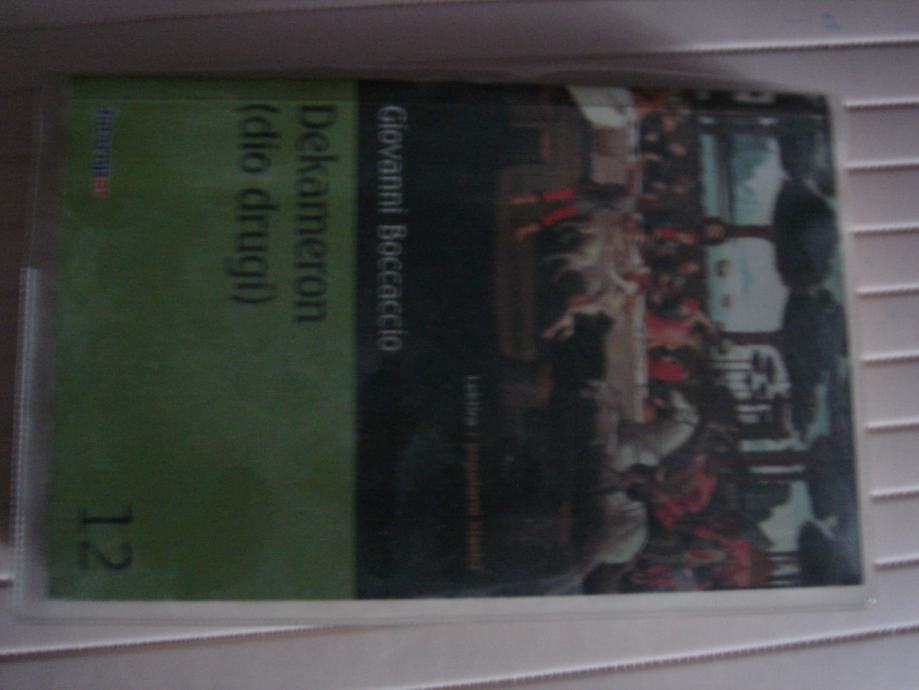 Giovanni Boccaccio
Dekameron
(dio drugi)
12